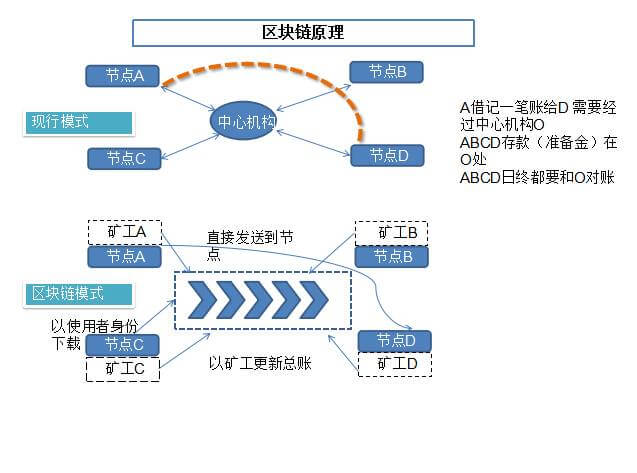 区块链原理
节点A
节点B
现行模式
中心机构
A借记一笔账给D 需要经
过中心机构O
ABCD存款（准备金）在
O处
ABCD日终都要和O对账
节点C
节点D
矿工A
节点A
直接发送到节
点
矿工B
节点B
区块链模式
以使用者身份
下载
节点C
矿工C
以矿工更新总账
节点D
矿工D